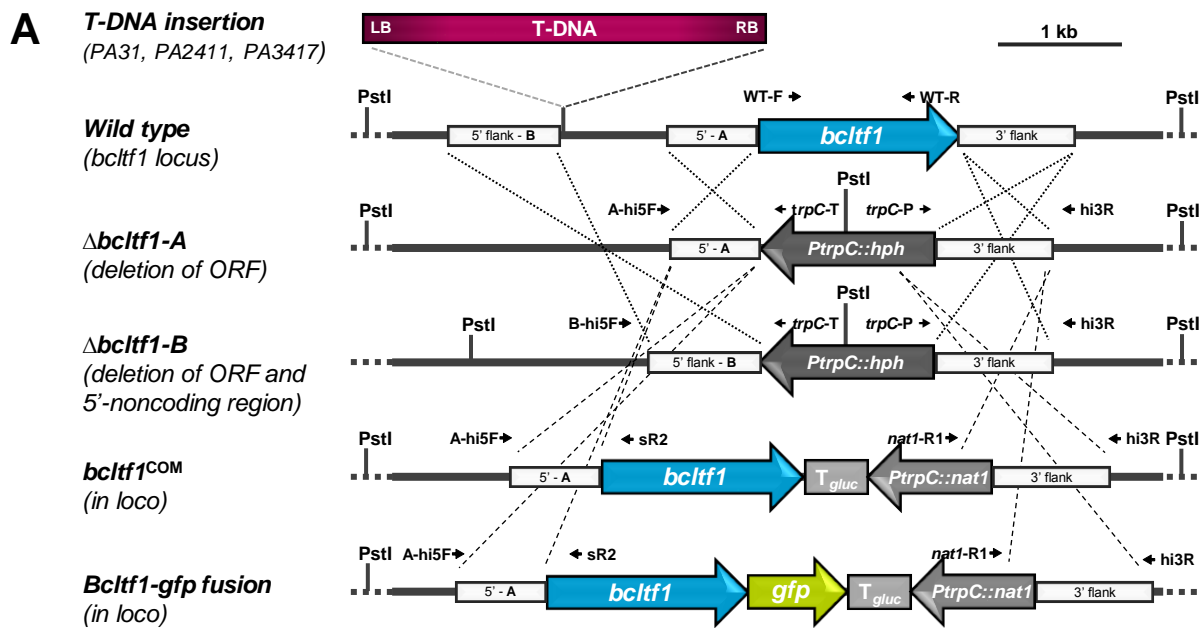 A
T-DNA insertion
(PA31, PA2411, PA3417)
LB T-DNA RB
1 kb
Wild type
(bcltf1 locus)
PstI WT-F WT-R PstI
5' flank - B 5' - A bcltf1 3' flank
Δbcltf1-A
(deletion of ORF)
PstI A-hi5F trpC-T PstI trpC-P hi3R PstI
5' - A PtrpC::hph 3' flank
Δbcltf1-B
(deletion of ORF and
5'-noncoding region)
PstI B-hi5F trpC-T PstI trpC-P hi3R PstI
5' flank - B PtrpC::hph 3' flank
bcltf1COM
(in loco)
PstI A-hi5F sR2 nat1-R1 hi3R PstI
5' - A bcltf1 Tgluc PtrpC::nat1 3' flank
Bcltf1-gfp fusion
(in loco)
PstI A-hi5F sR2 nat1-R1 hi3R
5' - A bcltf1 gfp Tgluc PtrpC::nat1 3' flank